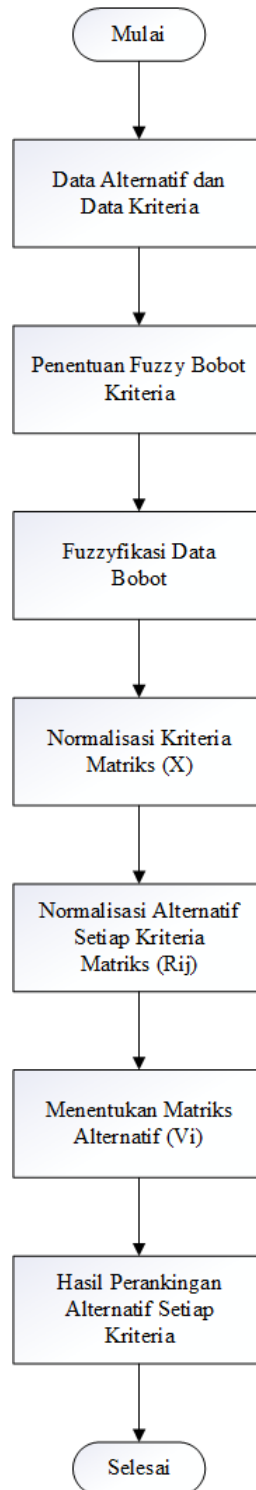 Mulai
Data Alternatif dan
Data Kriteria
Penentuan Fuzzy Bobot
Kriteria
Fuzzyfikasi Data
Bobot
Normalisasi Kriteria
Matriks (X)
Normalisasi Alternatif
Setiap Kriteria
Matriks (Rij)
Menentukan Matriks
Alternatif (Vi)
Hasil Perankingan
Alternatif Setiap
Kriteria
Selesai